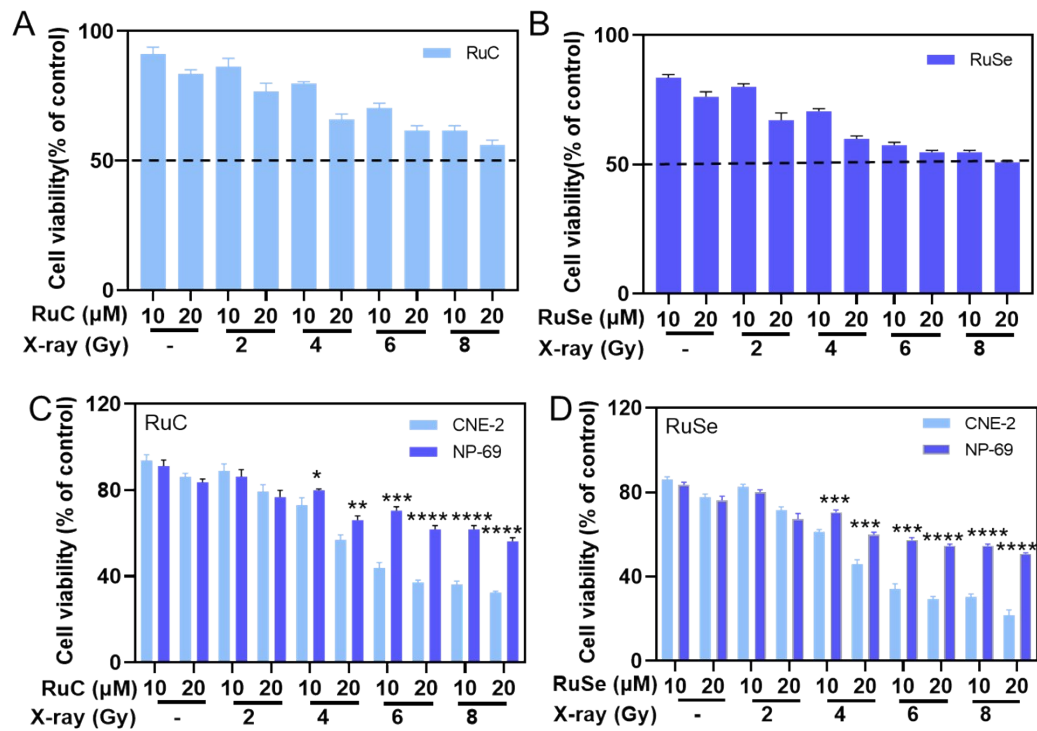 A
100
50
0
Cell viability(% of control)
RuC
RuC (µM) 10 20 10 20 10 20 10 20 10 20
X-ray (Gy) - 2 4 6 8
B
100
50
0
Cell viability(% of control)
RuSe
RuSe (µM) 10 20 10 20 10 20 10 20 10 20
X-ray (Gy) - 2 4 6 8
C
120
80
40
0
Cell viability (% of control)
RuC
CNE-2
NP-69
* ** *** **** **** ****
RuC (µM) 10 20 10 20 10 20 10 20 10 20
X-ray (Gy) - 2 4 6 8
D
120
80
40
0
Cell viability (% of control)
RuSe
CNE-2
NP-69
*** *** *** **** **** ****
RuSe (µM) 10 20 10 20 10 20 10 20 10 20
X-ray (Gy) - 2 4 6 8